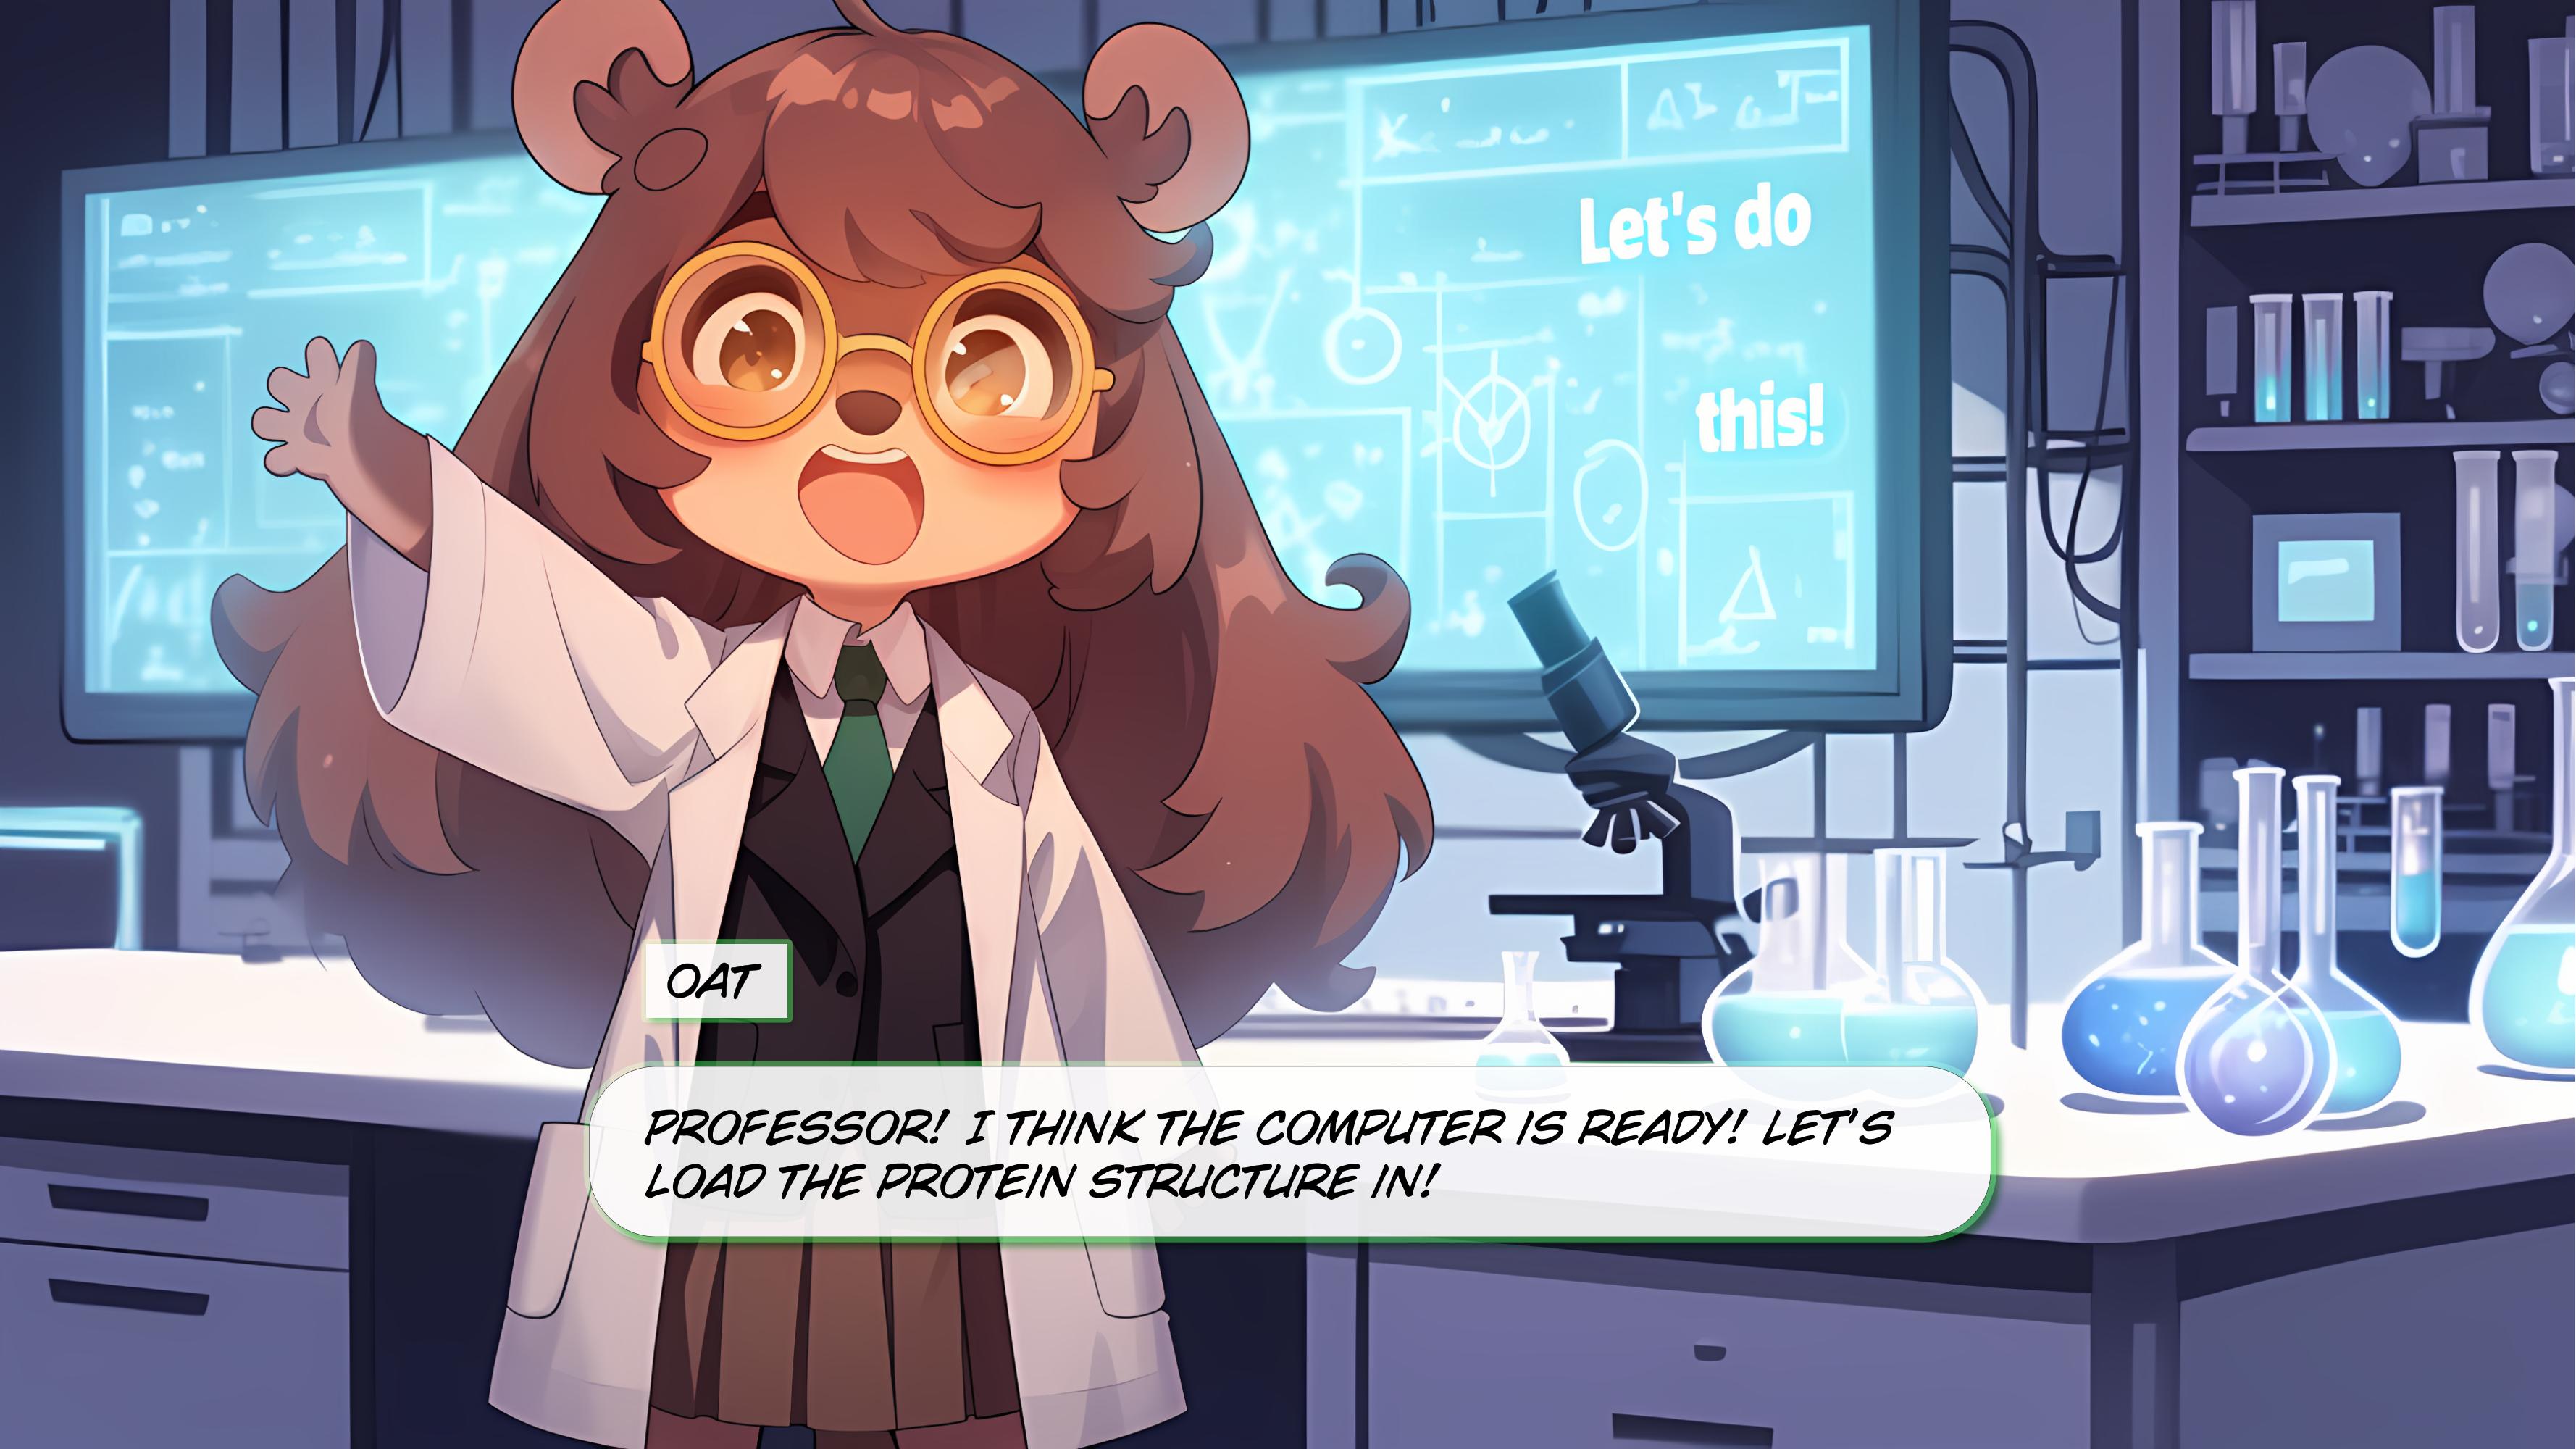 Let's do
this!
OAT
PROFESSOR! I THINK THE COMPUTER IS READY! LET'S
LOAD THE PROTEIN STRUCTURE IN!